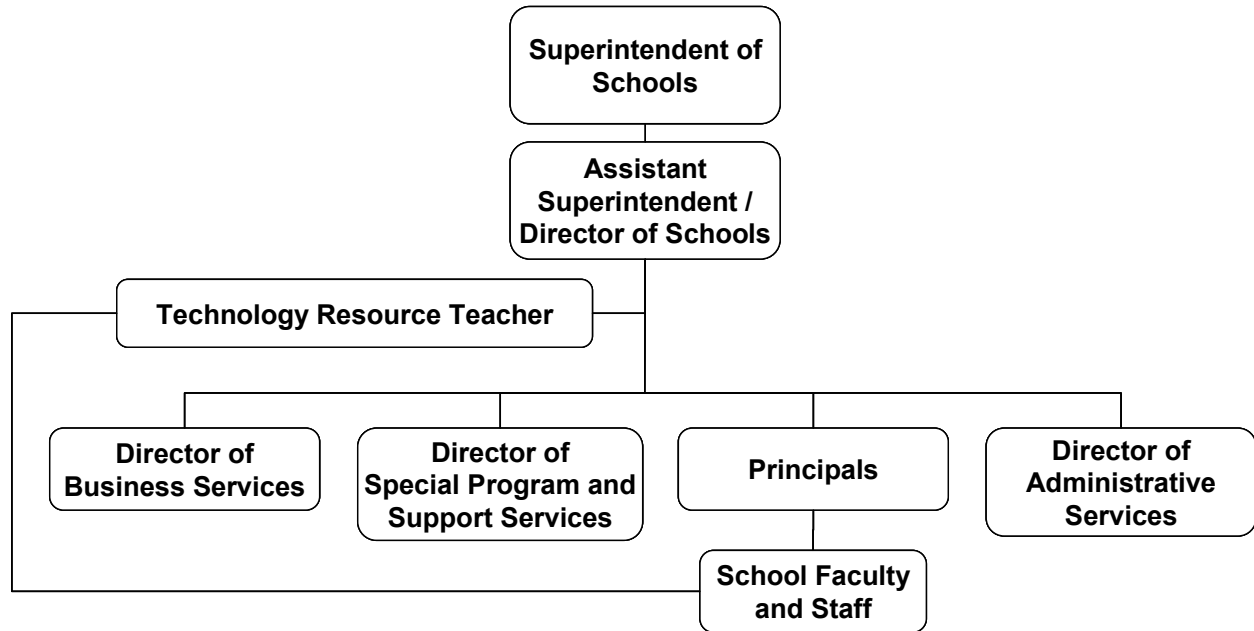 Superintendent of
Schools
Assistant
Superintendent /
Director of Schools
Technology Resource Teacher
Director of
Business Services
Director of
Special Program and
Support Services
Principals
Director of
Administrative
Services
School Faculty
and Staff